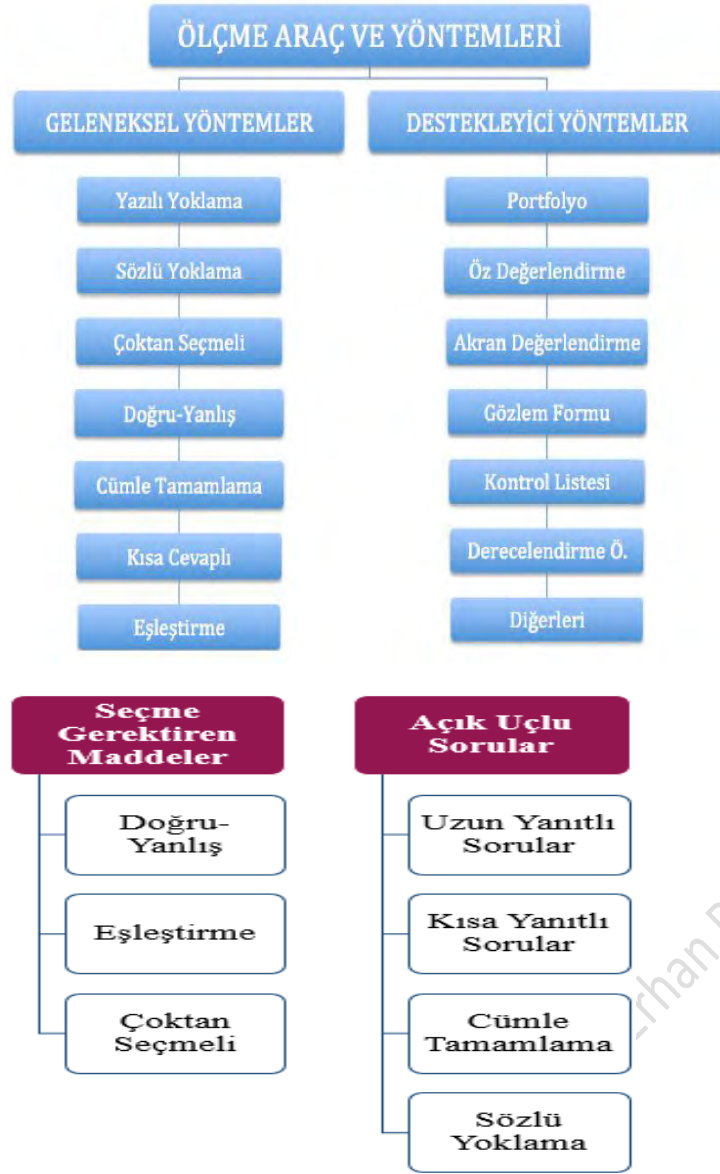 ÖLÇME ARAÇ VE YÖNTEMLERİ
GELENEKSEL YÖNTEMLER
Yazılı Yoklama
Sözlü Yoklama
Çoktan Seçmeli
Doğru-Yanlış
Cümle Tamamlama
Kısa Cevaplı
Eşleştirme
DESTEKLEYİCİ YÖNTEMLER
Portfolyo
Öz Değerlendirme
Akran Değerlendirme
Gözlem Formu
Kontrol Listesi
Derecelendirme Ö.
Diğerleri
Seçme
Gerektiren
Maddeler
Doğru-
Yanlış
Eşleştirme
Çoktan
Seçmeli
Açık Uçlu
Sorular
Uzun Yanıtlı
Sorular
Kısa Yanıtlı
Sorular
Cümle
Tamamlama
Sözlü
Yoklama